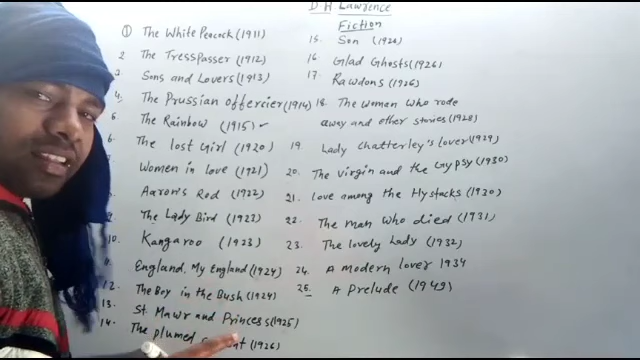 D H Lawrence
Fiction
① The White Peacock (1911)
2 The Tresspasser (1912)
3. Sons and Lovers (1913)
4. The Prussian offercier (1914)
5. The Rainbow (1915) ✓
6. The lost Girl (1920)
Women in love (1921)
Aaron's Rod (1922)
9. The Lady Bird (1923)
10. Kangaroo (1923)
England, My England (1924)
12. The Boy in the Bush (1924)
13. St. Mawr and Princess (1925)
14. The plumed (1926)
15. Son (1926)
16. Glad Ghosts (1926)
17. Rawdons (1926)
18. The woman who rode
away and other stories (1928)
19 Lady Chatterley's lover (1929)
20. The virgin and the Gypsy (1930)
21. Love among the Hystacks (1930)
22. The man who died (1931)
23. The lovely Lady (1932)
24. A modern lover 1934
25. A Prelude (1949)